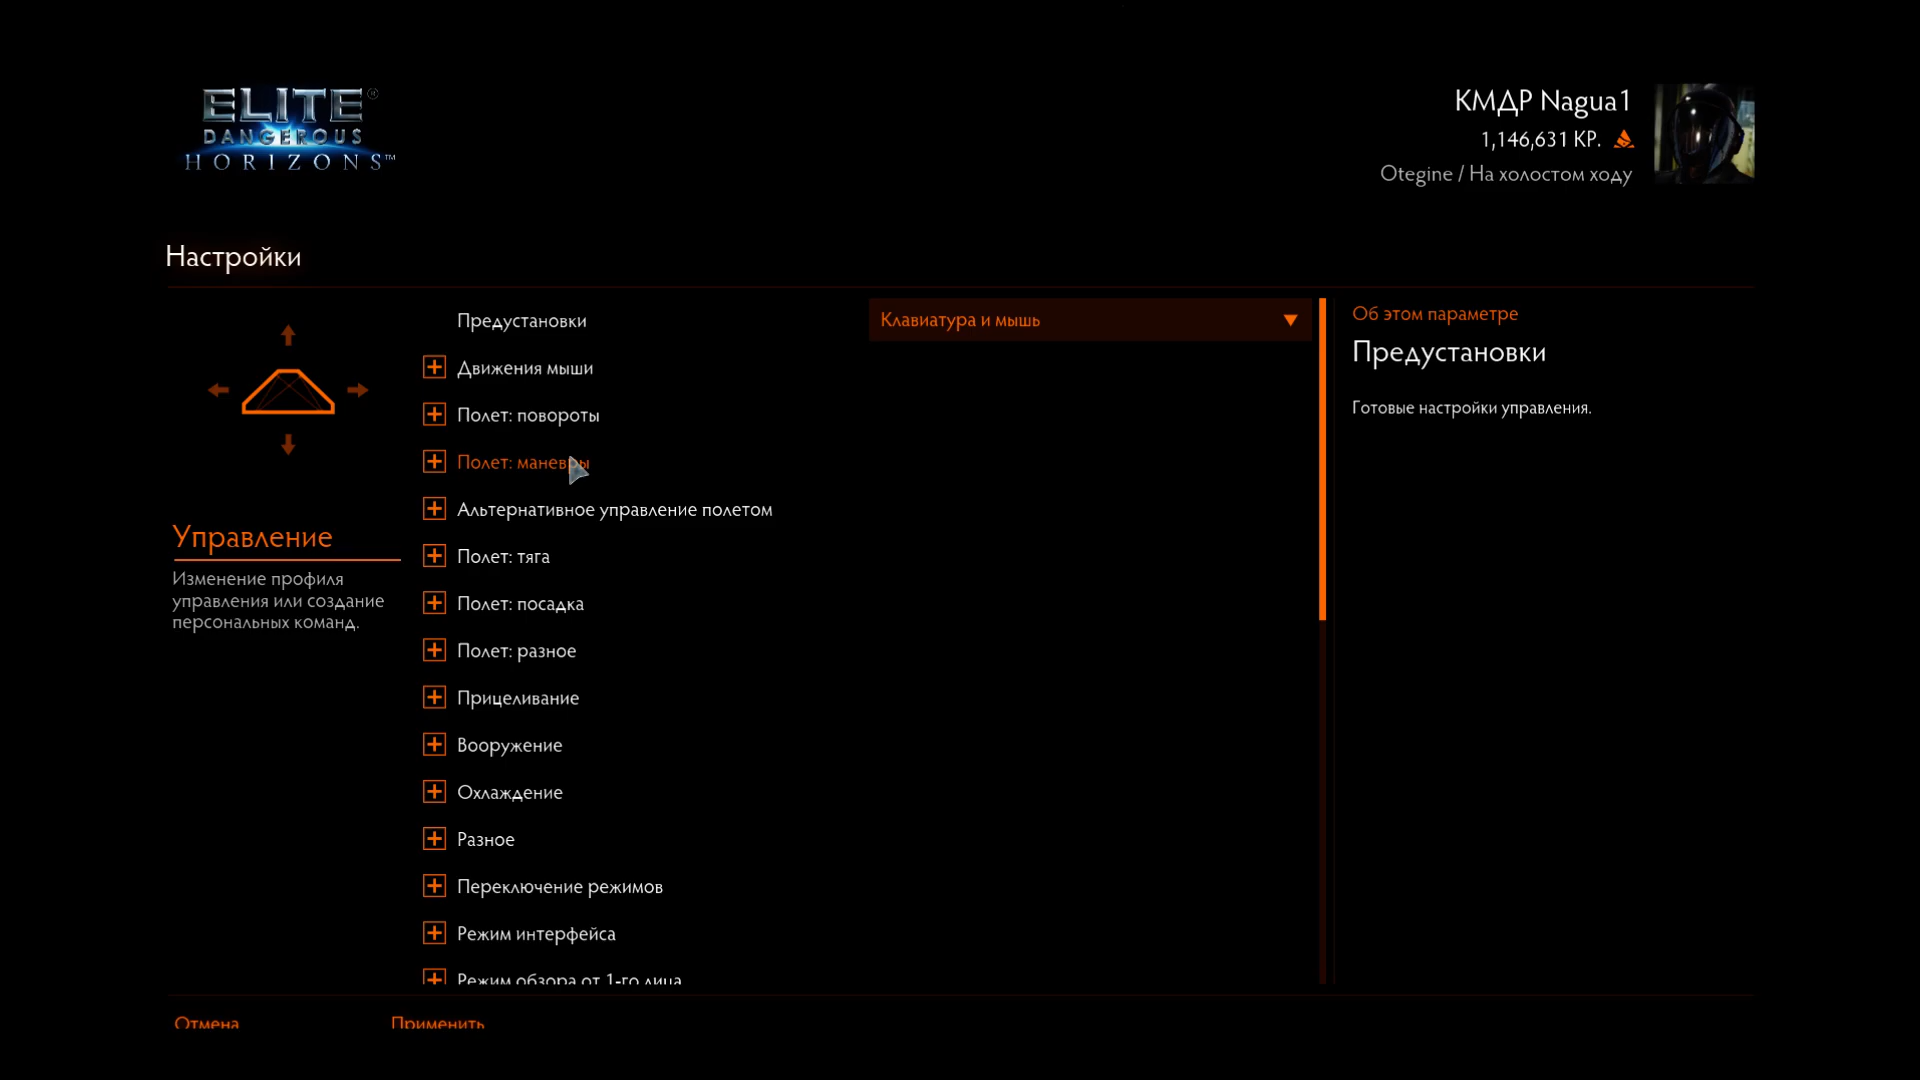 ELITE
DANGEROUS
HORIZONS™
КМДР Nagua1
1,146,631 КР.
Otegine / На холостом ходу
Настройки
Управление
Изменение профиля
управления или создание
персональных команд.
Предустановки
Клавиатура и мышь
Движения мыши
Полет: повороты
Полет: маневры
Альтернативное управление полетом
Полет: тяга
Полет: посадка
Полет: разное
Прицеливание
Вооружение
Охлаждение
Разное
Переключение режимов
Режим интерфейса
Режим обзора от 1-го лица
Об этом параметре
Предустановки
Готовые настройки управления.
Отмена
Применить